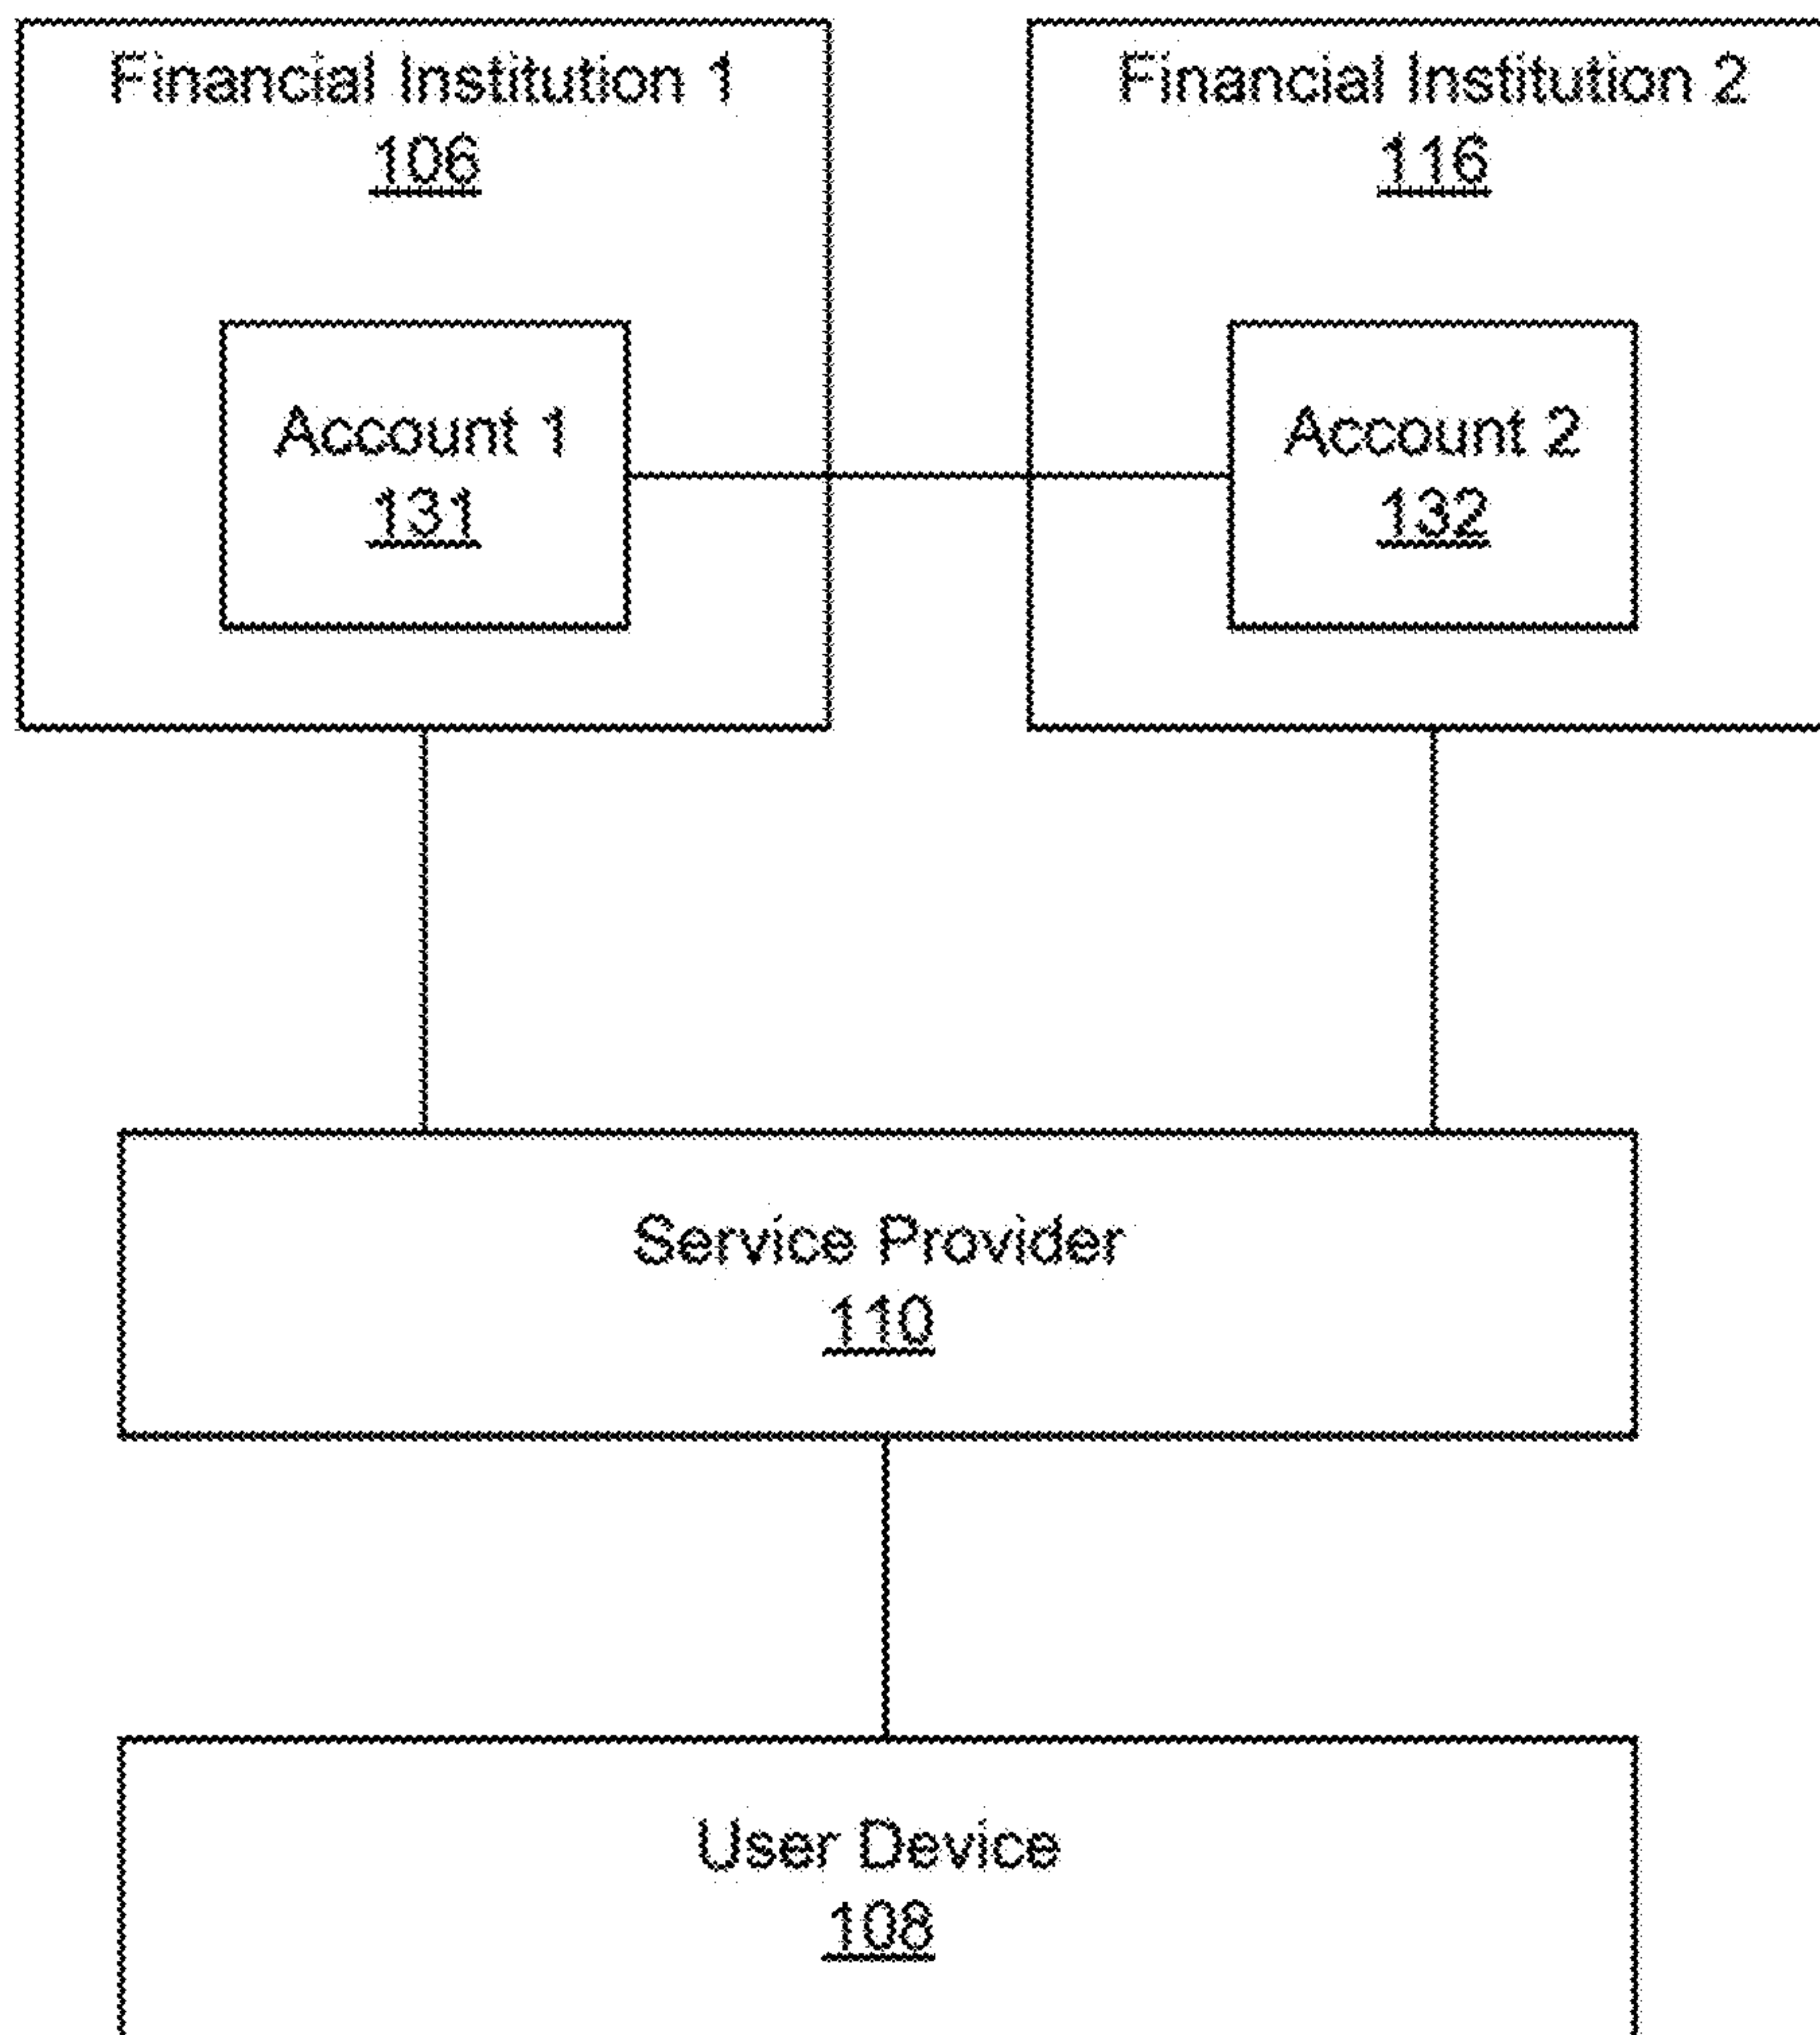 Financial Institution 1
106
Financial Institution 2
116
Account 1
131
Account 2
132
Service Provider
110
User Device
108